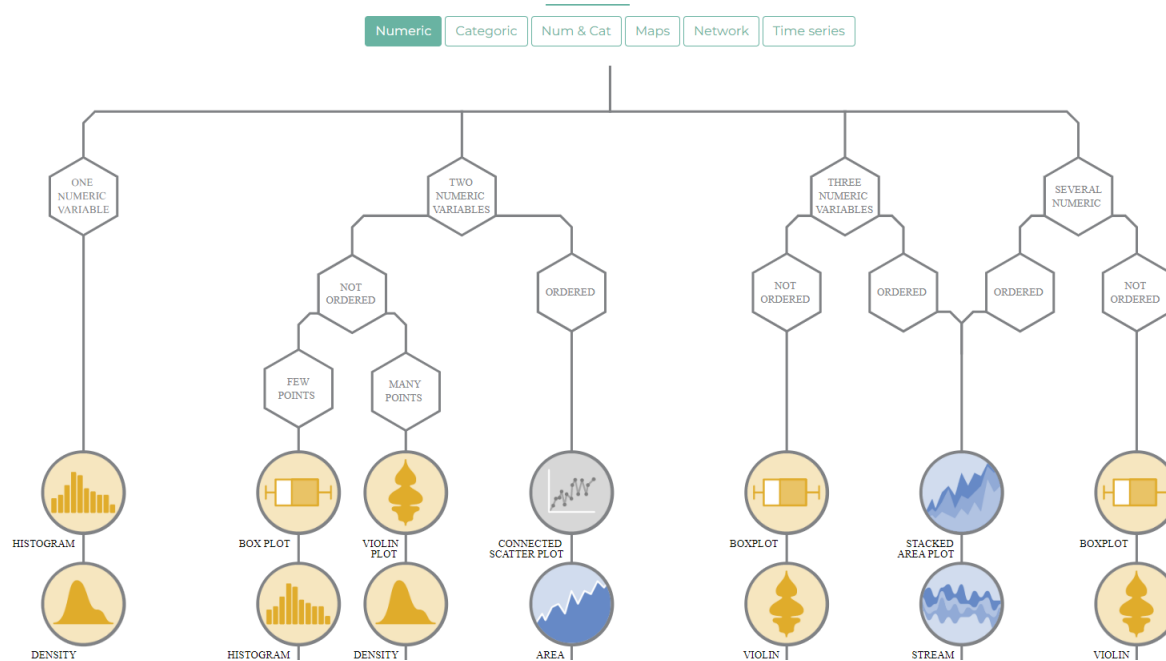 Numeric
Categoric
Num & Cat
Maps
Network
Time series
ONE
NUMERIC
VARIABLE
TWO
NUMERIC
VARIABLES
THREE
NUMERIC
VARIABLES
SEVERAL
NUMERIC
NOT
ORDERED
ORDERED
NOT
ORDERED
ORDERED
ORDERED
NOT
ORDERED
FEW
POINTS
MANY
POINTS
HISTOGRAM
BOX PLOT
VIOLIN
PLOT
CONNECTED
SCATTER PLOT
BOXPLOT
STACKED
AREA PLOT
BOXPLOT
DENSITY
HISTOGRAM
DENSITY
AREA
VIOLIN
STREAM
VIOLIN